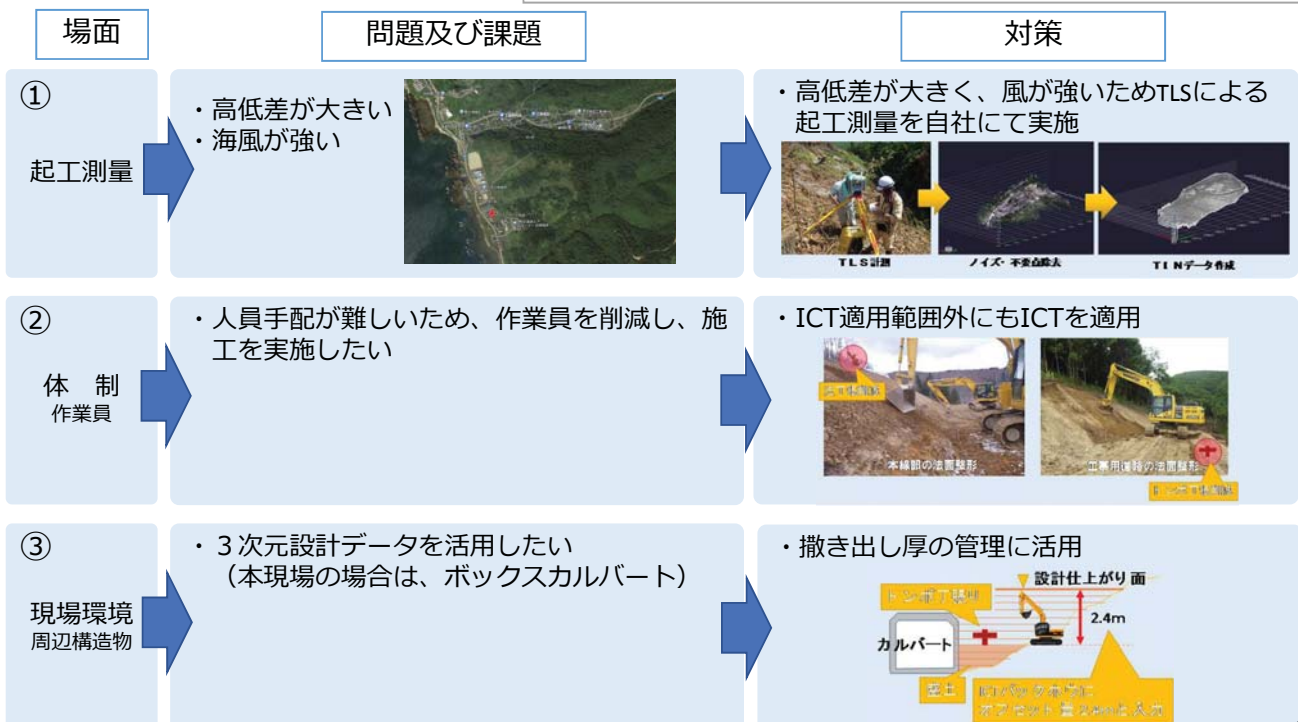 場面
問題及び課題
対策
①
起工測量
・高低差が大きい
・海風が強い
・高低差が大きく、風が強いためTLSによる
起工測量を自社にて実施
TLS計測
ノイズ・不要点除去
TINデータ作成
②
体 制
作業員
・人員手配が難しいため、作業員を削減し、施
工を実施したい
・ICT適用範囲外にもICTを適用
本線部の法面整形
工事用道路の法面整形
③
現場環境
周辺構造物
・３次元設計データを活用したい
（本現場の場合は、ボックスカルバート）
・撒き出し厚の管理に活用
設計仕上がり面
2.4m
カルバート
盛土